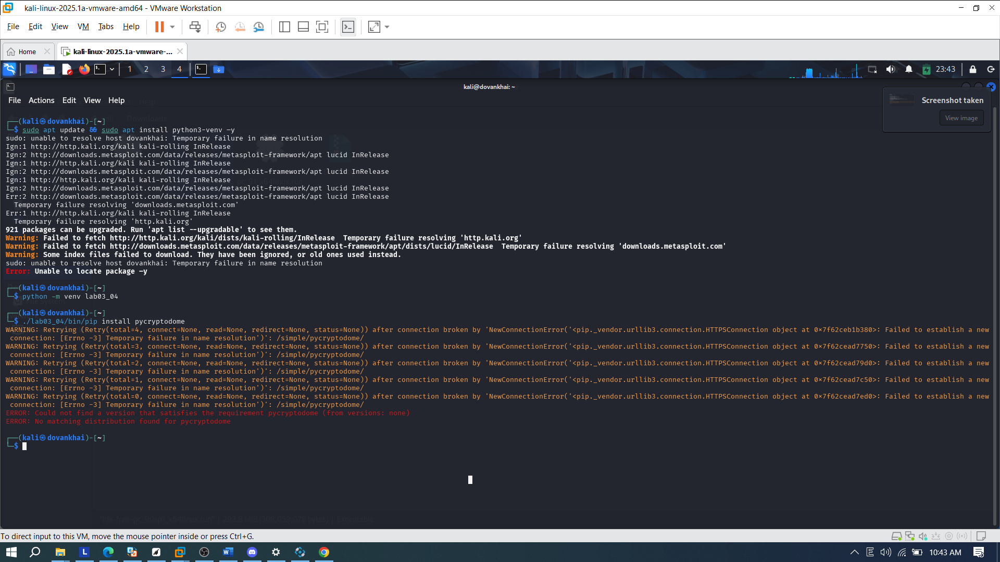 kali-linux-2025.1a-vmware-amd64 - VMware Workstation
File Edit View VM Tabs Help
Home
kali-linux-2025.1a-vmware-...
1 2 3 4
23:43
kali@dovankhai: ~
File Actions Edit View Help
Screenshot taken
View image
┌──(kali㉿dovankhai)-[~]
└─$ sudo apt update && sudo apt install python3-venv –y
sudo: unable to resolve host dovankhai: Temporary failure in name resolution
Ign:1 http://http.kali.org/kali kali-rolling InRelease
Ign:2 http://downloads.metasploit.com/data/releases/metasploit-framework/apt lucid InRelease
Ign:1 http://http.kali.org/kali kali-rolling InRelease
Ign:2 http://downloads.metasploit.com/data/releases/metasploit-framework/apt lucid InRelease
Ign:1 http://http.kali.org/kali kali-rolling InRelease
Ign:2 http://downloads.metasploit.com/data/releases/metasploit-framework/apt lucid InRelease
Err:2 http://downloads.metasploit.com/data/releases/metasploit-framework/apt lucid InRelease
Temporary failure resolving 'downloads.metasploit.com'
Err:1 http://http.kali.org/kali kali-rolling InRelease
Temporary failure resolving 'http.kali.org'
921 packages can be upgraded. Run 'apt list --upgradable' to see them.
Warning: Failed to fetch http://http.kali.org/kali/dists/kali-rolling/InRelease  Temporary failure resolving 'http.kali.org'
Warning: Failed to fetch http://downloads.metasploit.com/data/releases/metasploit-framework/apt/dists/lucid/InRelease  Temporary failure resolving 'downloads.metasploit.com'
Warning: Some index files failed to download. They have been ignored, or old ones used instead.
sudo: unable to resolve host dovankhai: Temporary failure in name resolution
Error: Unable to locate package –y
┌──(kali㉿dovankhai)-[~]
└─$ python -m venv lab03_04
┌──(kali㉿dovankhai)-[~]
└─$ ./lab03_04/bin/pip install pycryptodome
WARNING: Retrying (Retry(total=4, connect=None, read=None, redirect=None, status=None)) after connection broken by 'NewConnectionError('<pip._vendor.urllib3.connection.HTTPSConnection object at 0×7f62ceb1b380>: Failed to establish a new
connection: [Errno -3] Temporary failure in name resolution')': /simple/pycryptodome/
WARNING: Retrying (Retry(total=3, connect=None, read=None, redirect=None, status=None)) after connection broken by 'NewConnectionError('<pip._vendor.urllib3.connection.HTTPSConnection object at 0×7f62cead7750>: Failed to establish a new
connection: [Errno -3] Temporary failure in name resolution')': /simple/pycryptodome/
WARNING: Retrying (Retry(total=2, connect=None, read=None, redirect=None, status=None)) after connection broken by 'NewConnectionError('<pip._vendor.urllib3.connection.HTTPSConnection object at 0×7f62cead79d0>: Failed to establish a new
connection: [Errno -3] Temporary failure in name resolution')': /simple/pycryptodome/
WARNING: Retrying (Retry(total=1, connect=None, read=None, redirect=None, status=None)) after connection broken by 'NewConnectionError('<pip._vendor.urllib3.connection.HTTPSConnection object at 0×7f62cead7c50>: Failed to establish a new
connection: [Errno -3] Temporary failure in name resolution')': /simple/pycryptodome/
WARNING: Retrying (Retry(total=0, connect=None, read=None, redirect=None, status=None)) after connection broken by 'NewConnectionError('<pip._vendor.urllib3.connection.HTTPSConnection object at 0×7f62cead7ed0>: Failed to establish a new
connection: [Errno -3] Temporary failure in name resolution')': /simple/pycryptodome/
ERROR: Could not find a version that satisfies the requirement pycryptodome (from versions: none)
ERROR: No matching distribution found for pycryptodome
┌──(kali㉿dovankhai)-[~]
└─$
To direct input to this VM, move the mouse pointer inside or press Ctrl+G.
10:43 AM